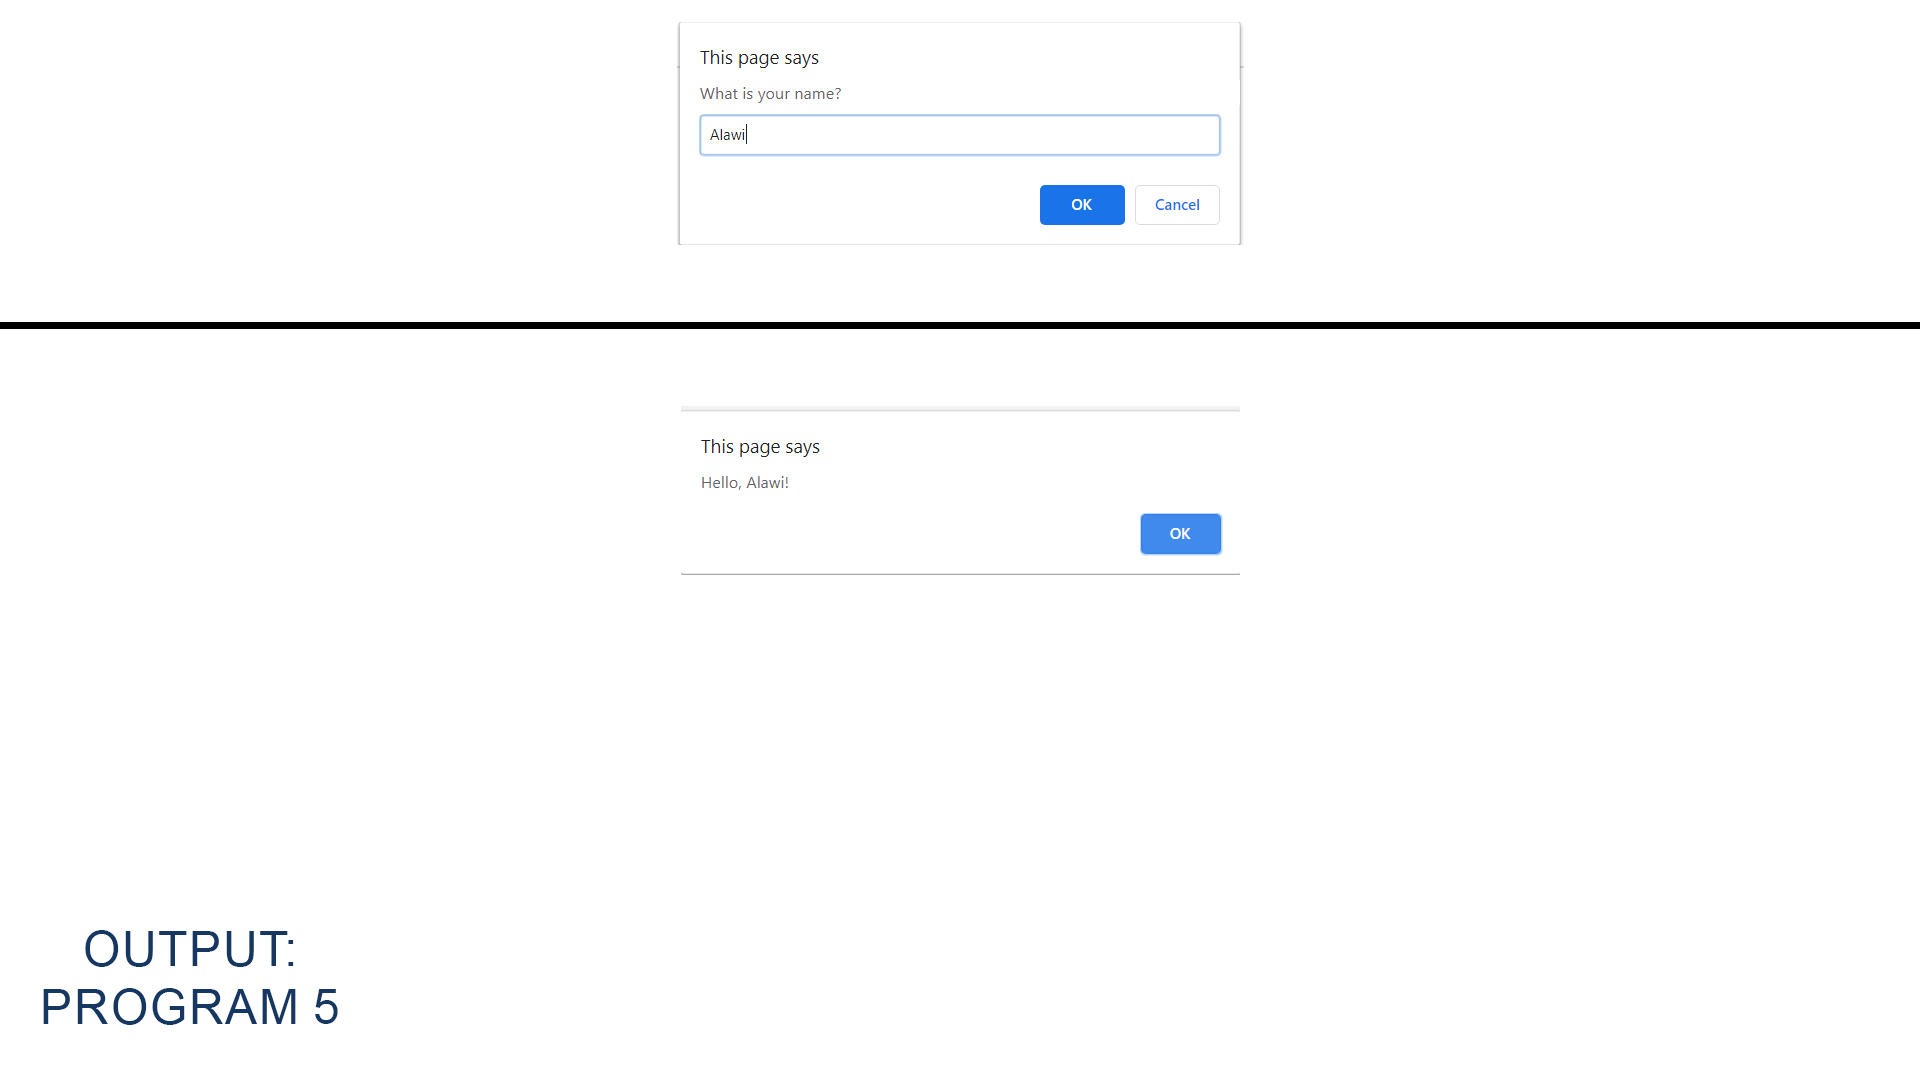 This page says
What is your name?
Alawi
OK Cancel
This page says
Hello, Alawi!
OK
OUTPUT:
PROGRAM 5